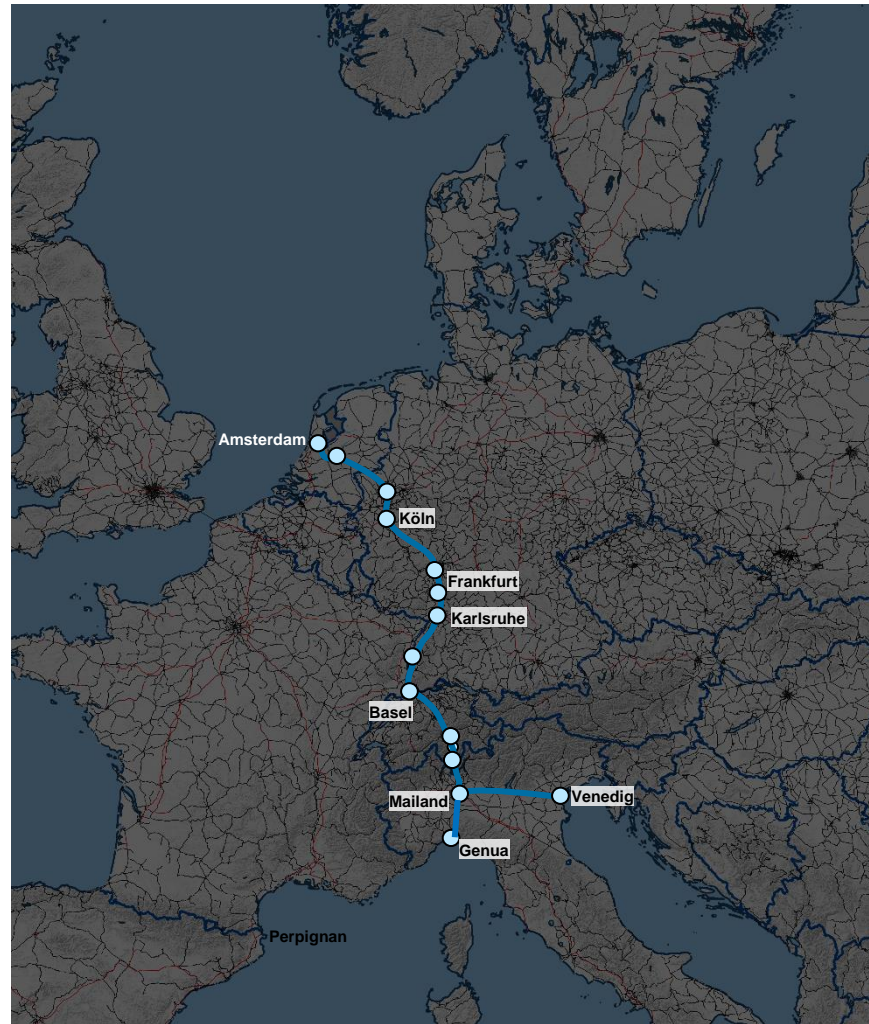 Amsterdam
Köln
Frankfurt
Karlsruhe
Basel
Mailand
Venedig
Genua
Perpignan